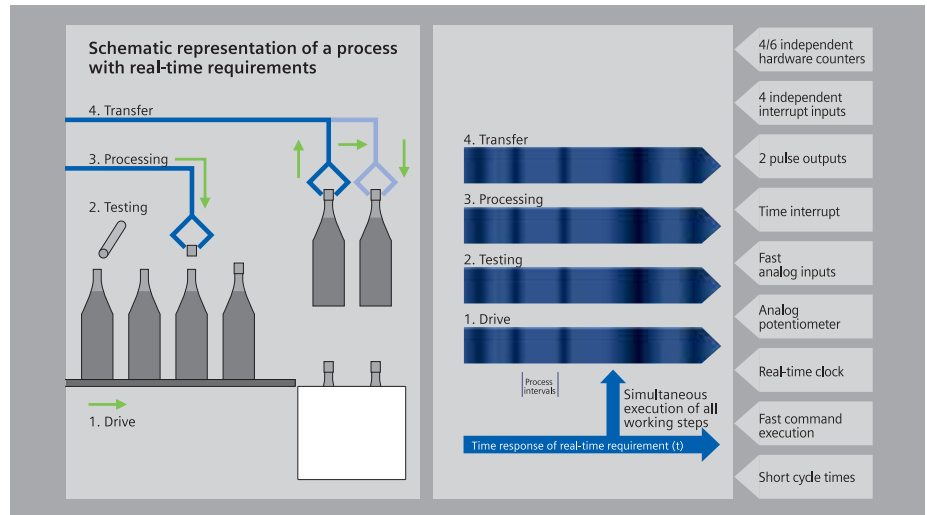 Schematic representation of a process
with real-time requirements
4. Transfer
3. Processing
2. Testing
1. Drive
4. Transfer
3. Processing
2. Testing
1. Drive
Process
intervals
Simultaneous
execution of all
working steps
Time response of real-time requirement (t)
4/6 independent
hardware counters
4 independent
interrupt inputs
2 pulse outputs
Time interrupt
Fast
analog inputs
Analog
potentiometer
Real-time clock
Fast command
execution
Short cycle times